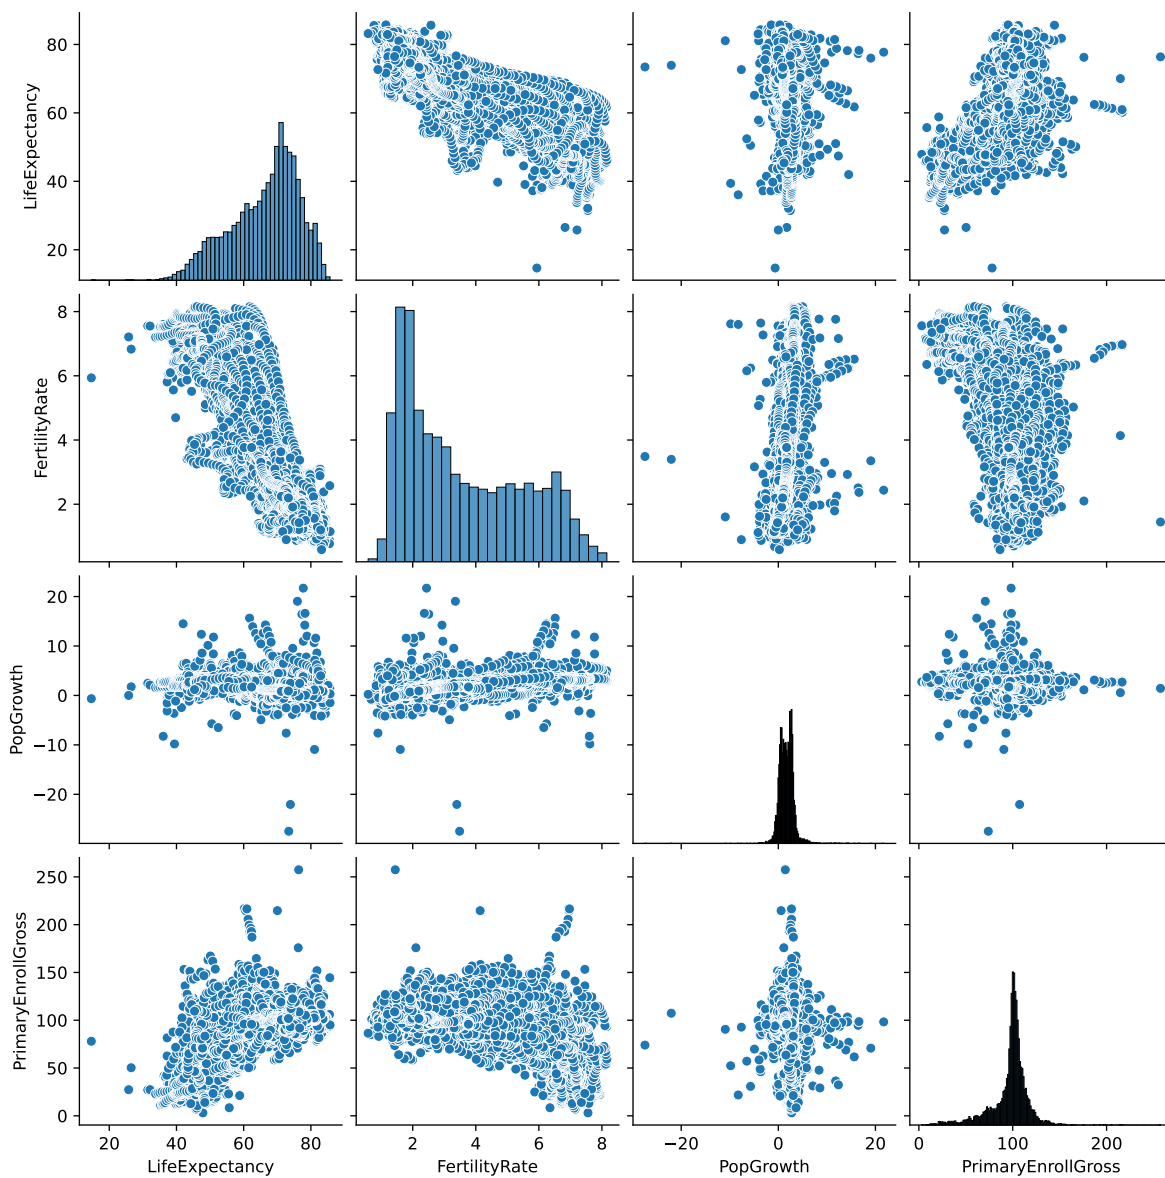 LifeExpectancy
80
60
40
20
FertilityRate
8
6
4
2
PopGrowth
20
10
0
−10
−20
PrimaryEnrollGross
250
200
150
100
50
0
20 40 60 80
2 4 6 8
−20 0 20
0 100 200
LifeExpectancy
FertilityRate
PopGrowth
PrimaryEnrollGross